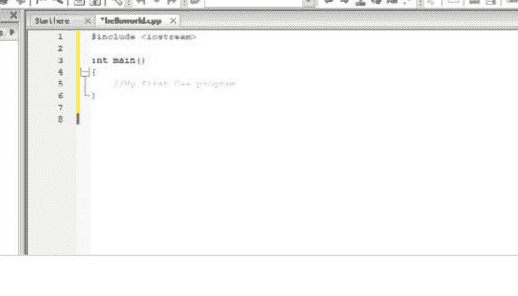 Start here
*helloworld.cpp
1 #include <iostream>
2
3 int main()
4 {
5 //My first C++ program
6 }
7
8